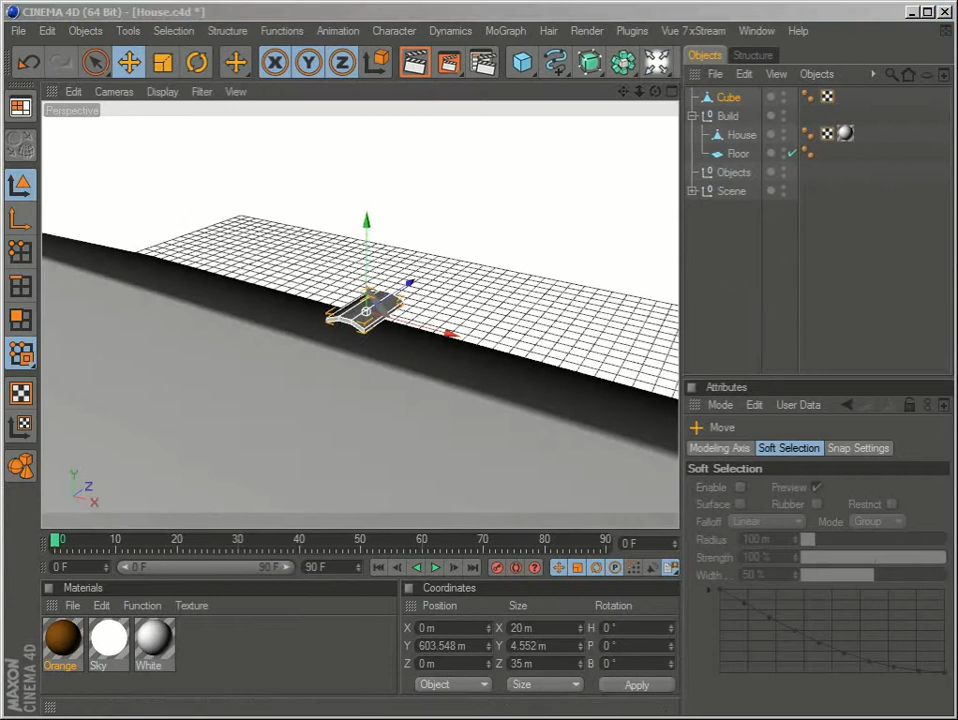 CINEMA 4D (64 Bit) - [House.c4d *]
File Edit Objects Tools Selection Structure Functions Animation Character Dynamics MoGraph Hair Render Plugins Vue 7 xStream Window Help
X Y Z
Objects Structure
File Edit View Objects
Edit Cameras Display Filter View
Perspective
Cube
Build
House
Floor
Objects
Scene
Y
Z
X
Attributes
Mode Edit User Data
Move
Modeling Axis Soft Selection Snap Settings
Soft Selection
Enable Preview
Surface Rubber Restrict
Falloff Linear Mode Group
Radius 100 m
Strength 100 %
Width... 50 %
0 10 20 30 40 50 60 70 80 90 0 F
0 F 0 F 90 F 90 F
Materials
File Edit Function Texture
Orange Sky White
Coordinates
Position Size Rotation
X 0 m X 20 m H 0 °
Y 603.548 m Y 4.552 m P 0 °
Z 0 m Z 35 m B 0 °
Object Size Apply
MAXON
CINEMA 4D